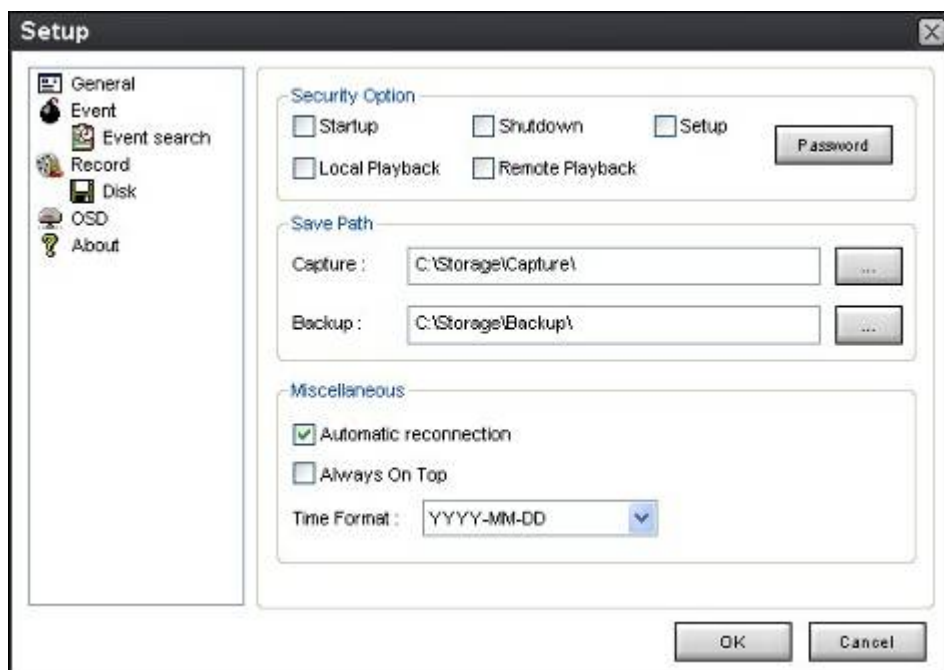 Setup
General
Event
Event search
Record
Disk
OSD
About
Security Option
Startup
Shutdown
Setup
Password
Local Playback
Remote Playback
Save Path
Capture :
C:\Storage\Capture\
...
Backup :
C:\Storage\Backup\
...
Miscellaneous
Automatic reconnection
Always On Top
Time Format :
YYYY-MM-DD
OK
Cancel